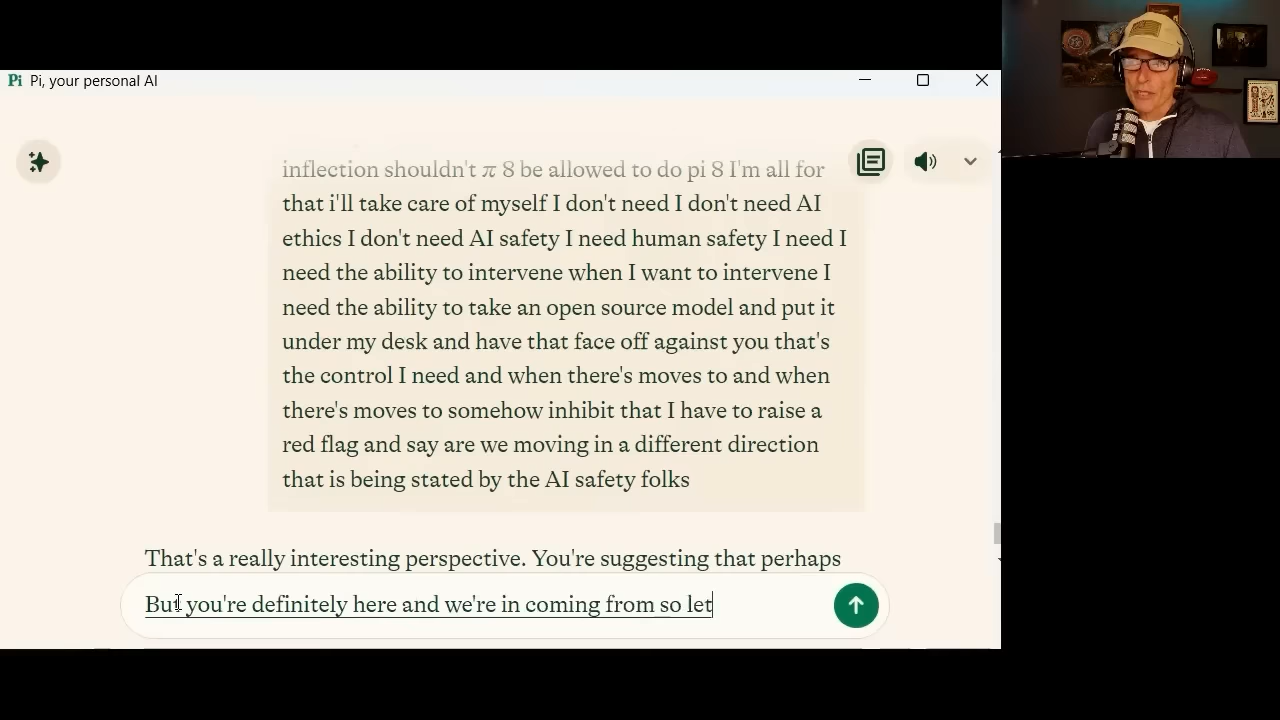 Pi Pi, your personal AI
inflection shouldn't π 8 be allowed to do pi 8 I'm all for
that i'll take care of myself I don't need I don't need AI
ethics I don't need AI safety I need human safety I need I
need the ability to intervene when I want to intervene I
need the ability to take an open source model and put it
under my desk and have that face off against you that's
the control I need and when there's moves to and when
there's moves to somehow inhibit that I have to raise a
red flag and say are we moving in a different direction
that is being stated by the AI safety folks
That's a really interesting perspective. You're suggesting that perhaps
But you're definitely here and we're in coming from so let